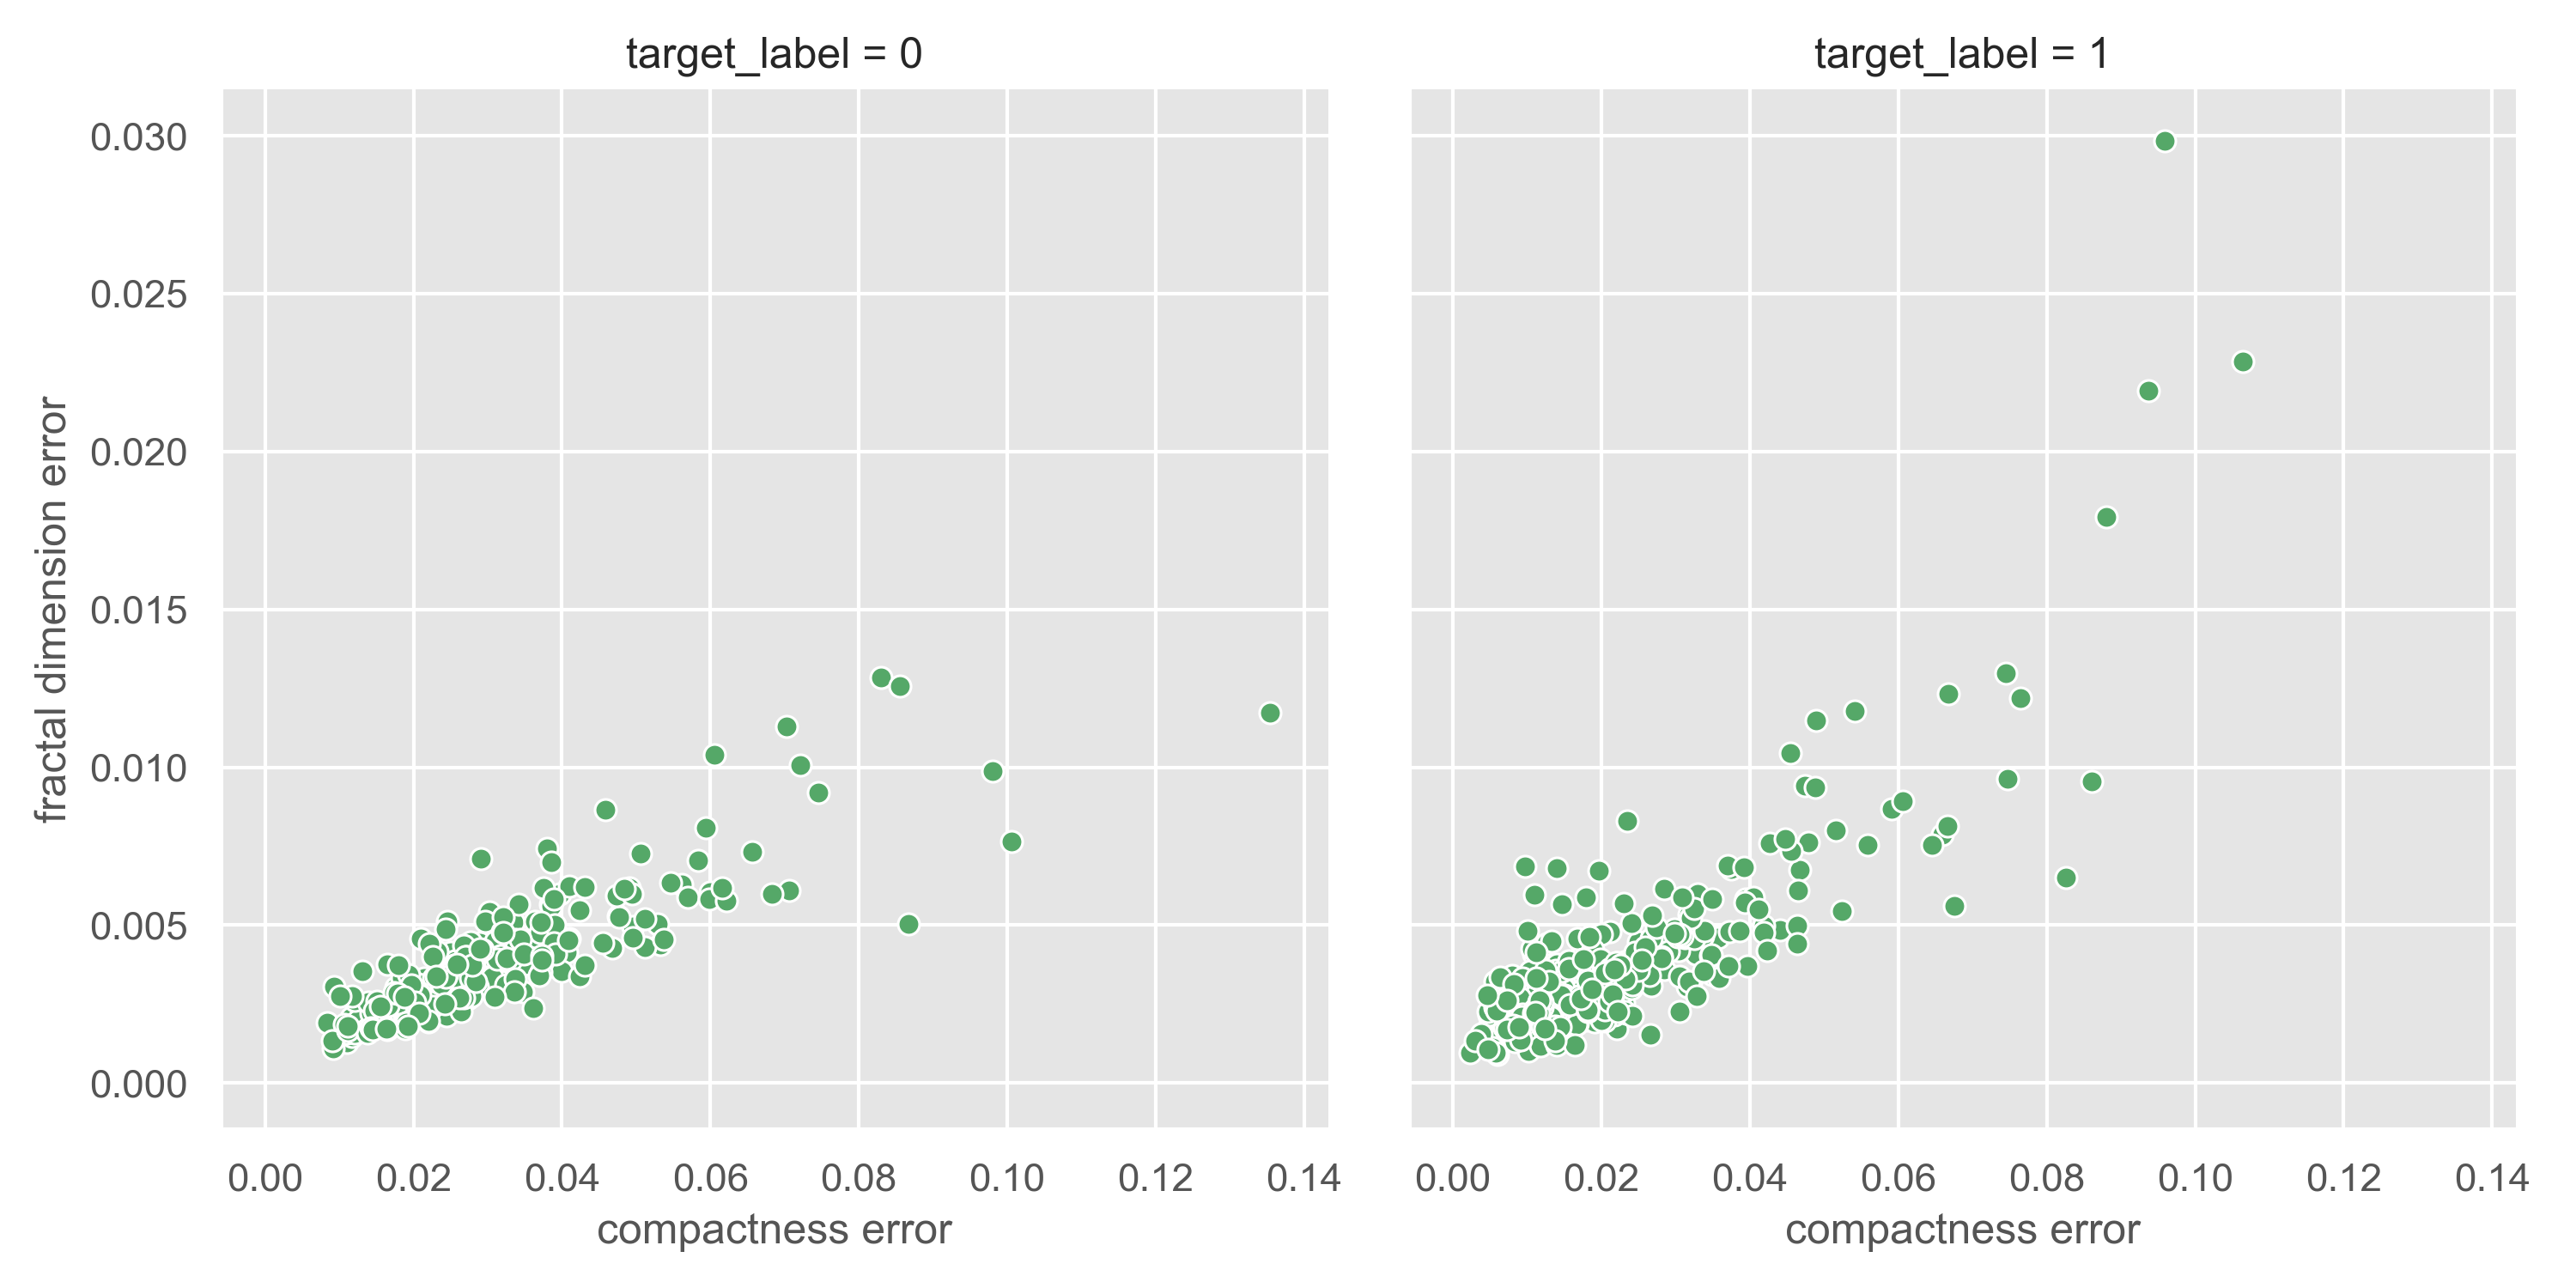 target_label = 0
target_label = 1
0.030
0.025
0.020
0.015
0.010
0.005
0.000
fractal dimension error
0.00 0.02 0.04 0.06 0.08 0.10 0.12 0.14
0.00 0.02 0.04 0.06 0.08 0.10 0.12 0.14
compactness error
compactness error